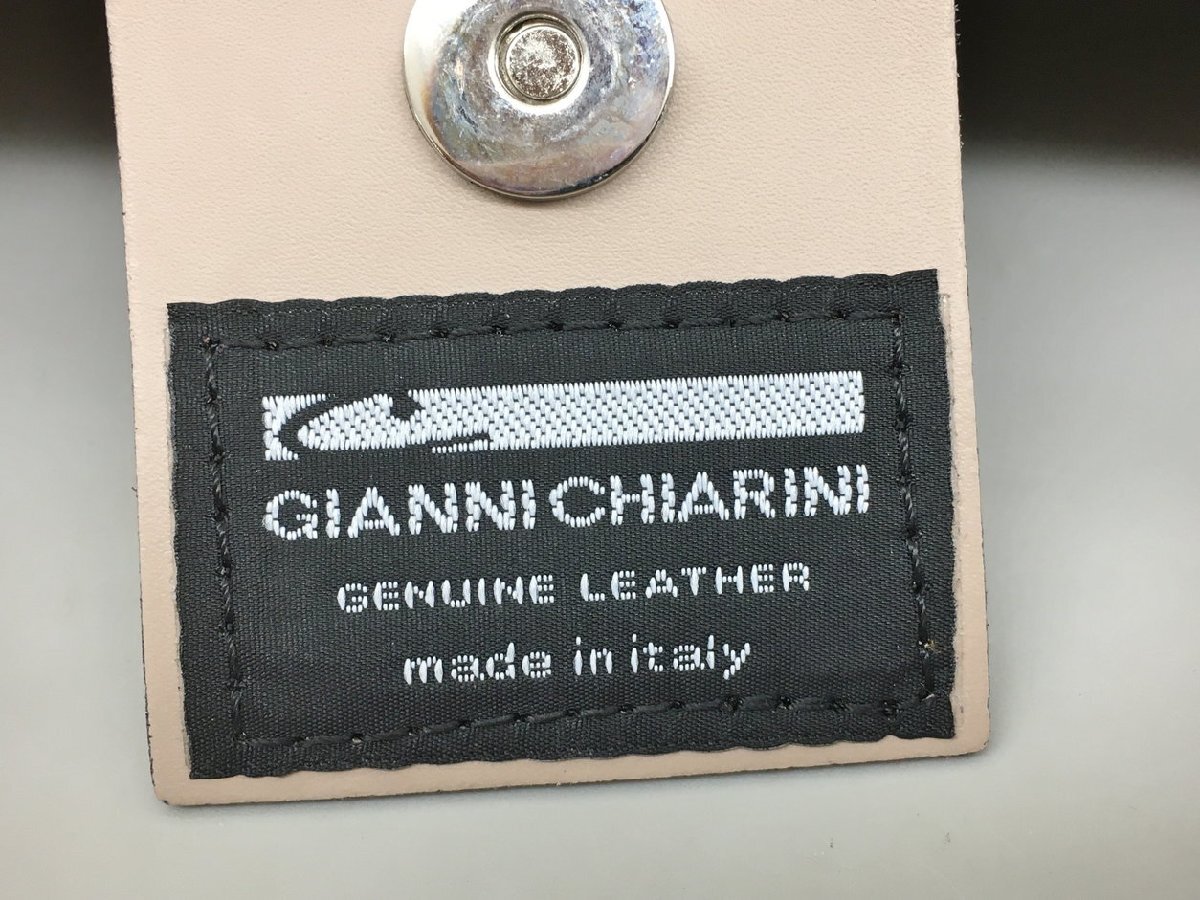 GIANNI CHIARINI
GENUINE LEATHER
made in italy